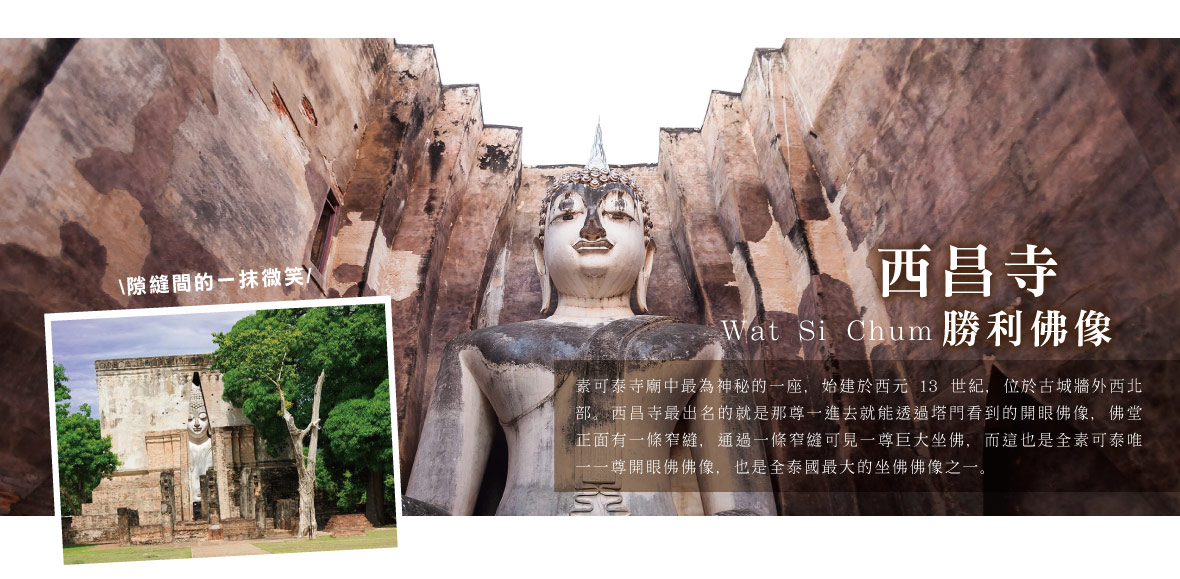 \隙縫間的一抹微笑/
西昌寺
Wat Si Chum 勝利佛像
素可泰寺廟中最為神秘的一座，始建於西元 13 世紀，位於古城牆外西北
部。西昌寺最出名的就是那尊一進去就能透過塔門看到的開眼佛像，佛堂
正面有一條窄縫，通過一條窄縫可見一尊巨大坐佛，而這也是全素可泰唯
一一尊開眼佛佛像，也是全泰國最大的坐佛佛像之一。